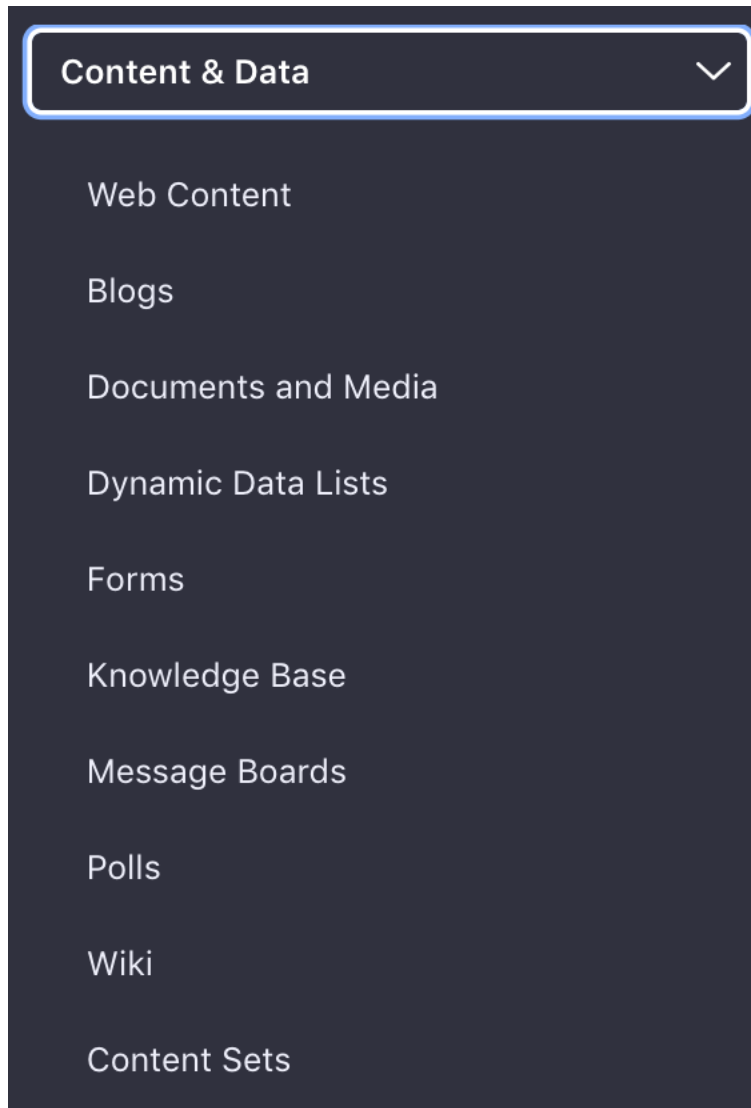 Content & Data
Web Content
Blogs
Documents and Media
Dynamic Data Lists
Forms
Knowledge Base
Message Boards
Polls
Wiki
Content Sets